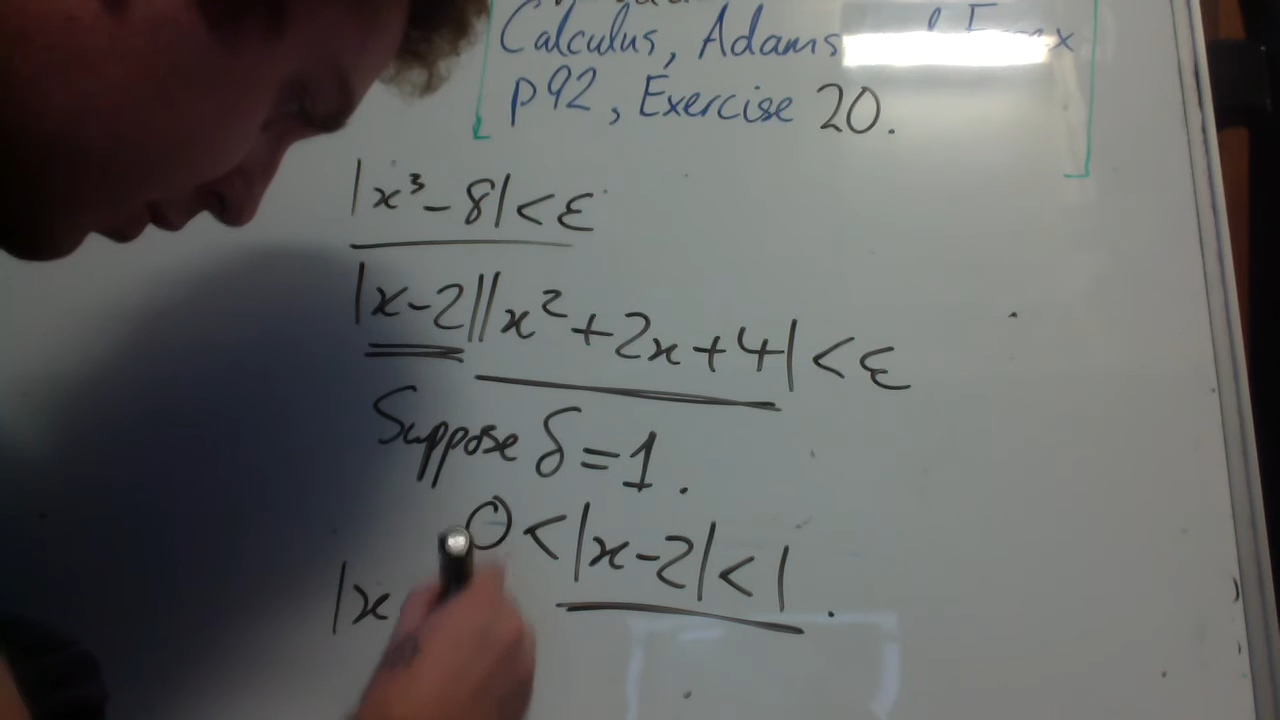 Calculus, Adams
p92, Exercise 20.
|x³-8|<ε
|x-2||x²+2x+4|<ε
Suppose δ=1.
0<|x-2|<1.
|x